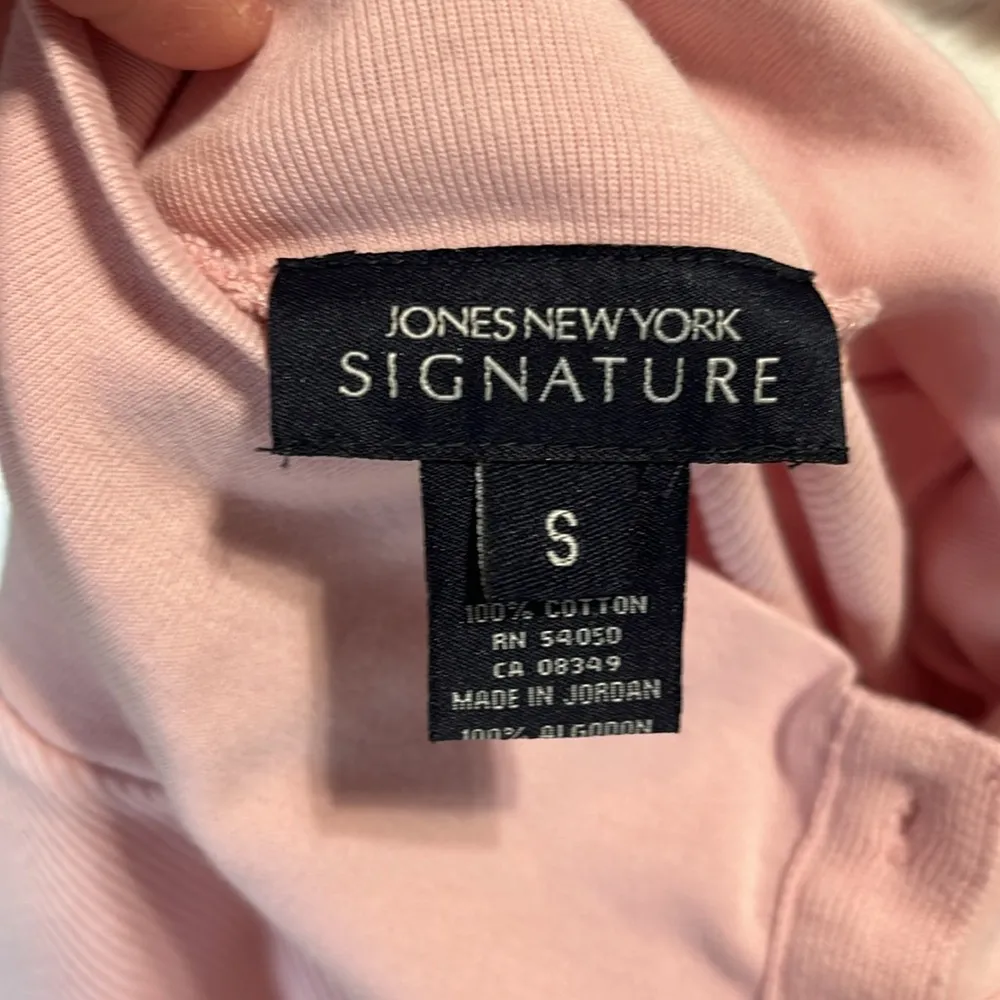 JONES NEW YORK
SIGNATURE
S
100% COTTON
RN 54050
CA 08349
MADE IN JORDAN
100% ALGODON